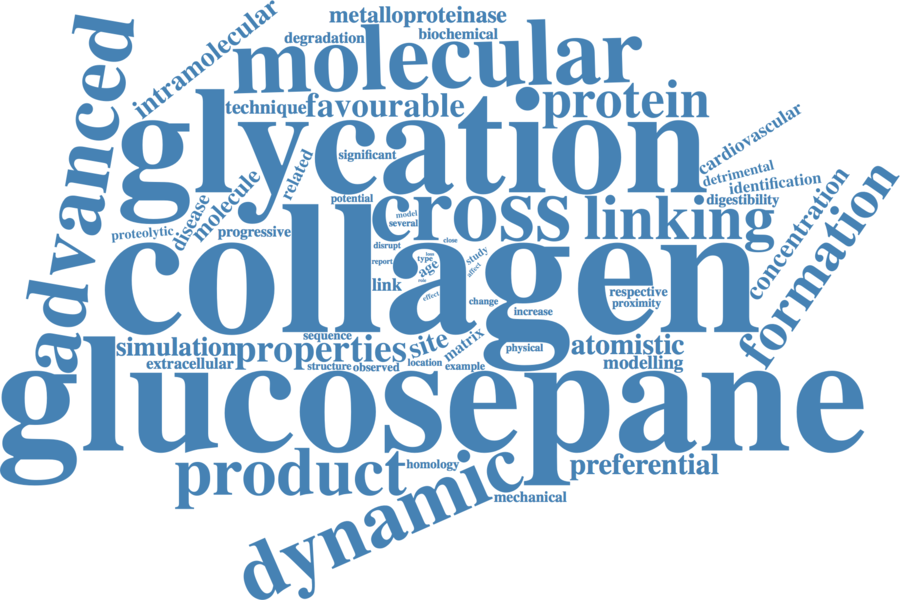 metalloproteinase
degradation
biochemical
intramolecular
molecular
advanced
technique
favourable
protein
glycation
significant
cardiovascular
detrimental
identification
digestibility
related
molecule
disease
proteolytic
progressive
potential
cross
linking
model
several
concentration
formation
collagen
disrupt
close
report
loss
type
age
role
study
affect
link
effect
change
increase
respective
proximity
sequence
simulation
properties
site
matrix
physical
atomistic
extracellular
structure
observed
location
example
modelling
glucosepane
product
homology
dynamic
mechanical
preferential